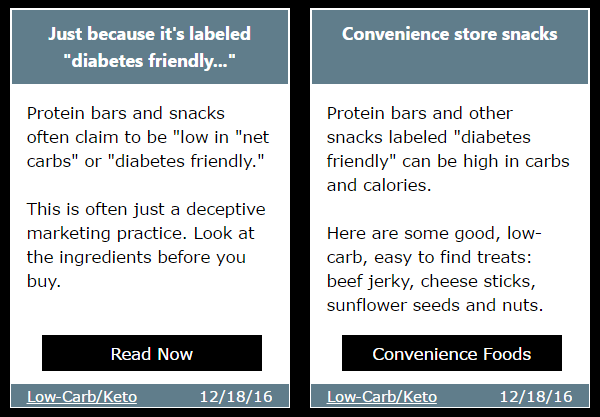 Just because it's labeled
"diabetes friendly..."
Protein bars and snacks
often claim to be "low in "net
carbs" or "diabetes friendly."
This is often just a deceptive
marketing practice. Look at
the ingredients before you
buy.
Read Now
Low-Carb/Keto 12/18/16
Convenience store snacks
Protein bars and other
snacks labeled "diabetes
friendly" can be high in carbs
and calories.
Here are some good, low-
carb, easy to find treats:
beef jerky, cheese sticks,
sunflower seeds and nuts.
Convenience Foods
Low-Carb/Keto 12/18/16